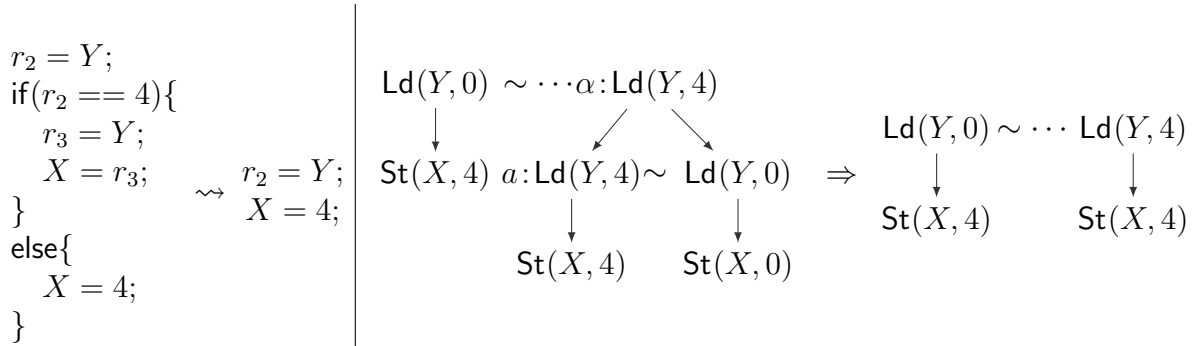 r₂ = Y;
if(r₂ == 4){
r₃ = Y;
X = r₃;
}
else{
X = 4;
}
⇝
r₂ = Y;
X = 4;
Ld(Y, 0) ∼ ⋯ α:Ld(Y, 4)
St(X, 4) a:Ld(Y, 4) ∼ Ld(Y, 0)
St(X, 4) St(X, 0)
⇒
Ld(Y, 0) ∼ ⋯ Ld(Y, 4)
St(X, 4) St(X, 4)